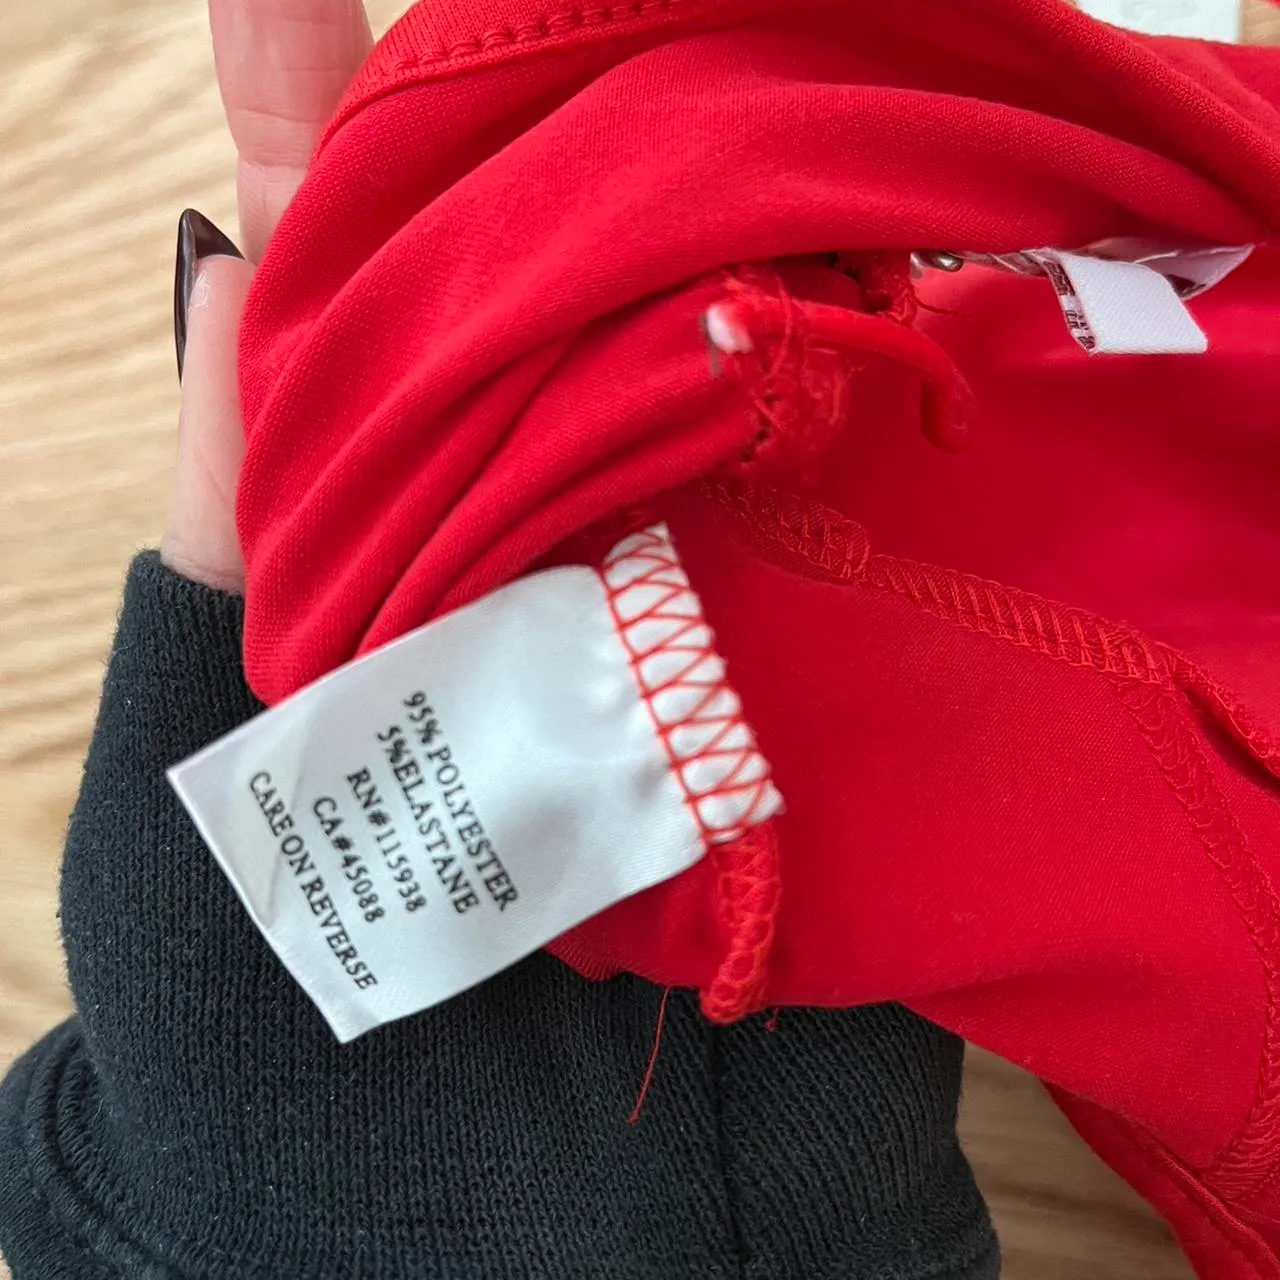 95% POLYESTER
5%ELASTANE
RN#115938
CA#45088
CARE ON REVERSE